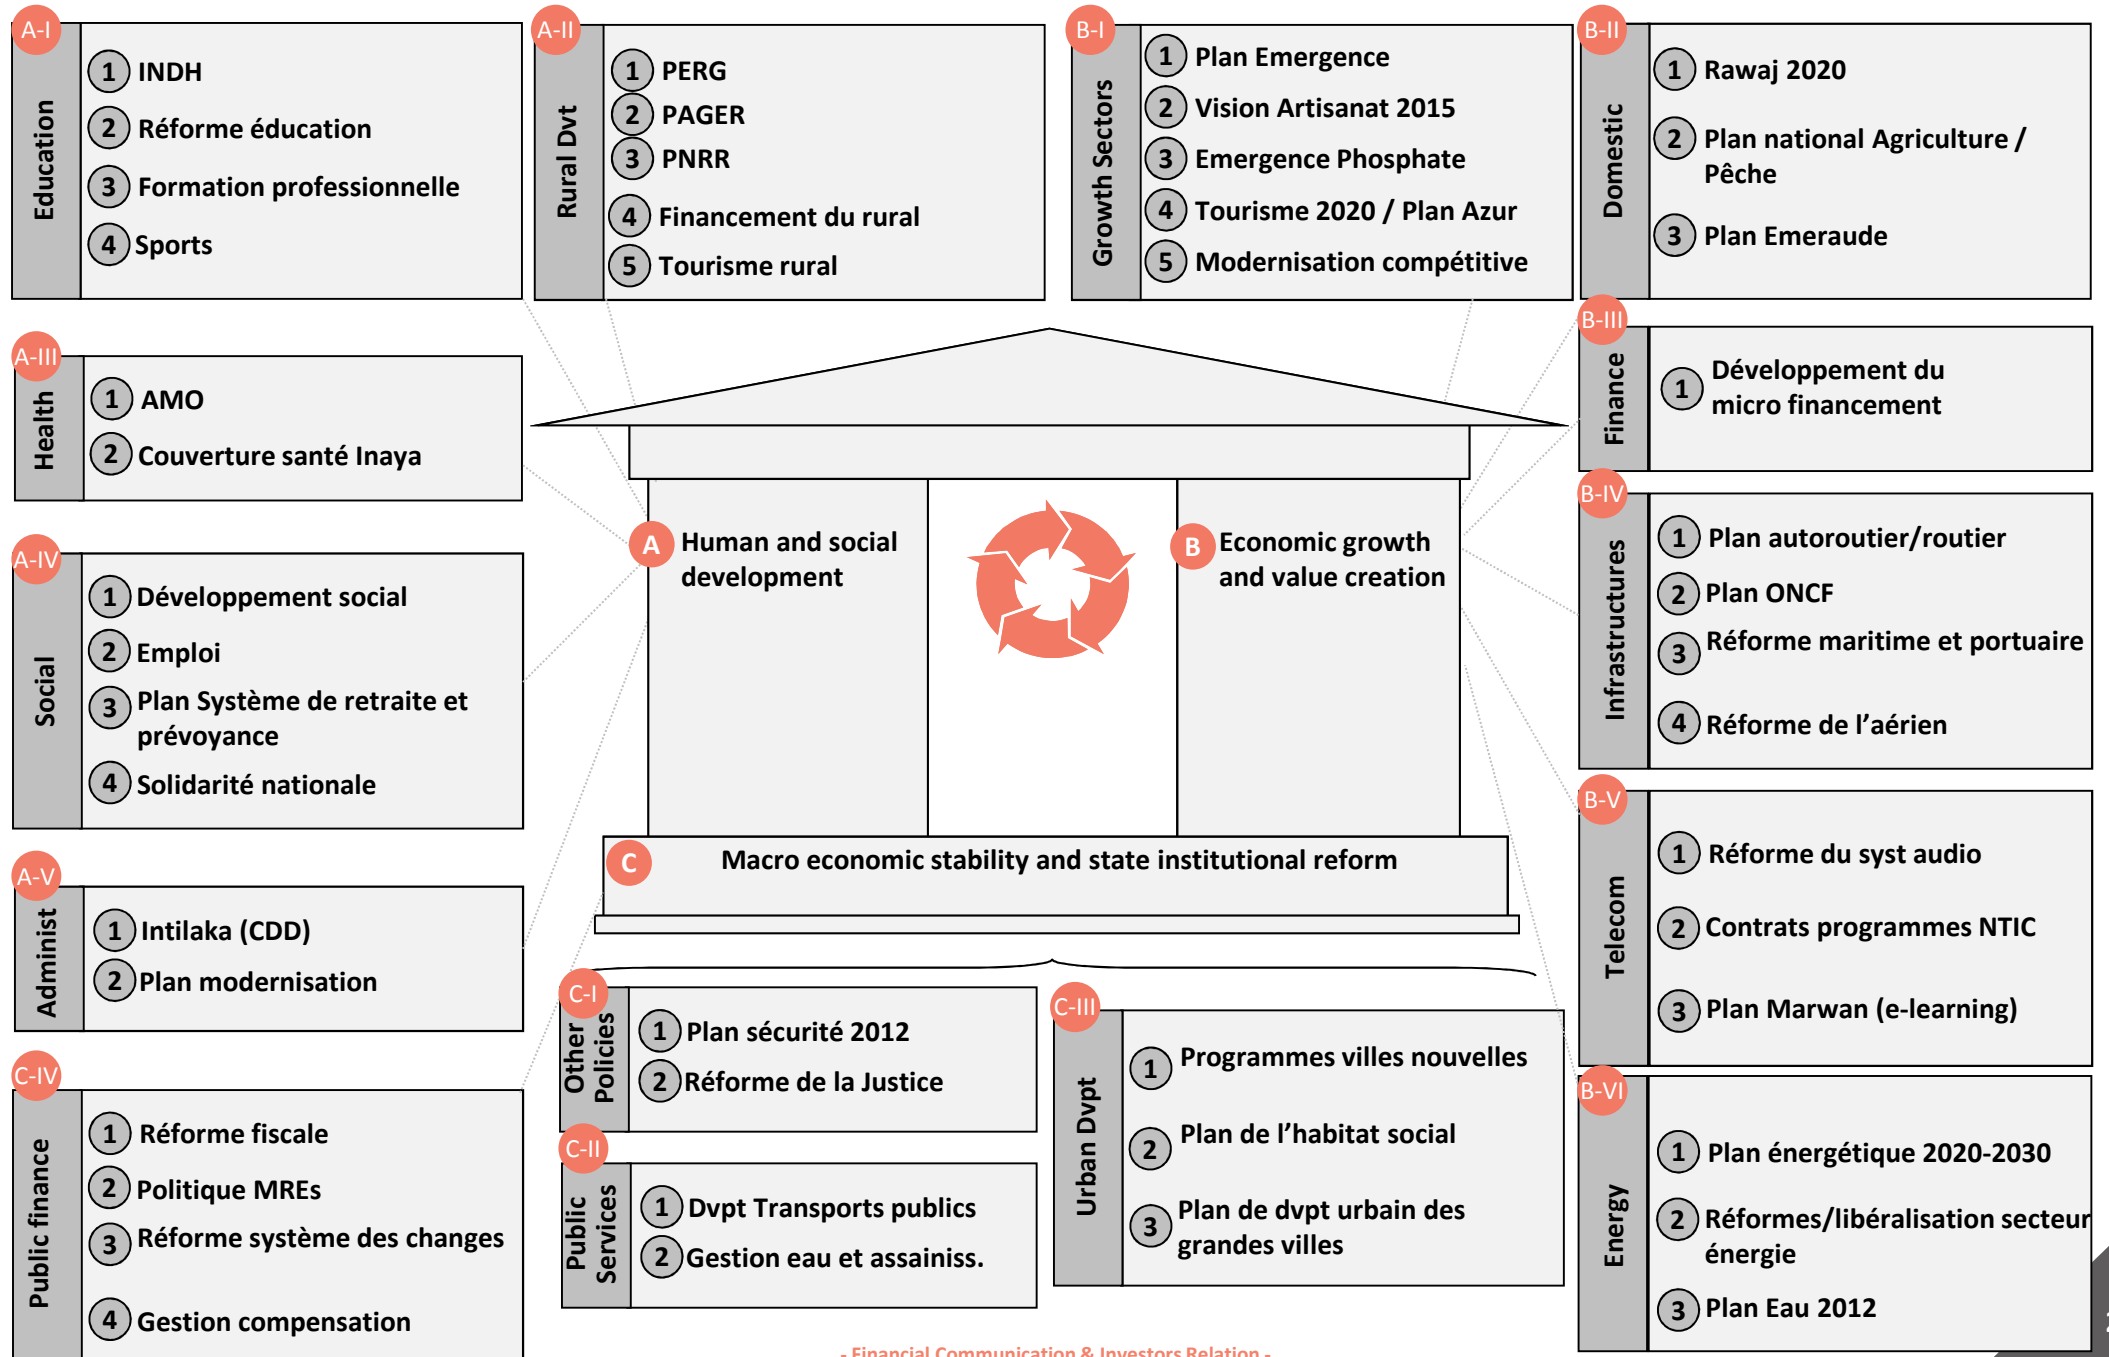 A-I
Education
1 INDH
2 Réforme éducation
3 Formation professionnelle
4 Sports
A-II
Rural Dvt
1 PERG
2 PAGER
3 PNRR
4 Financement du rural
5 Tourisme rural
B-I
Growth Sectors
1 Plan Emergence
2 Vision Artisanat 2015
3 Emergence Phosphate
4 Tourisme 2020 / Plan Azur
5 Modernisation compétitive
B-II
Domestic
1 Rawaj 2020
2 Plan national Agriculture /
Pêche
3 Plan Emeraude
A-III
Health
1 AMO
2 Couverture santé Inaya
B-III
Finance
1 Développement du
micro financement
A-IV
Social
1 Développement social
2 Emploi
3 Plan Système de retraite et
prévoyance
4 Solidarité nationale
A Human and social
development
B Economic growth
and value creation
B-IV
Infrastructures
1 Plan autoroutier/routier
2 Plan ONCF
3 Réforme maritime et portuaire
4 Réforme de l’aérien
C Macro economic stability and state institutional reform
A-V
Administ
1 Intilaka (CDD)
2 Plan modernisation
B-V
Telecom
1 Réforme du syst audio
2 Contrats programmes NTIC
3 Plan Marwan (e-learning)
C-I
Other
Policies
1 Plan sécurité 2012
2 Réforme de la Justice
C-II
Public
Services
1 Dvpt Transports publics
2 Gestion eau et assainiss.
C-III
Urban Dvpt
1 Programmes villes nouvelles
2 Plan de l’habitat social
3 Plan de dvpt urbain des
grandes villes
C-IV
Public finance
1 Réforme fiscale
2 Politique MREs
3 Réforme système des changes
4 Gestion compensation
B-VI
Energy
1 Plan énergétique 2020-2030
2 Réformes/libéralisation secteur
énergie
3 Plan Eau 2012
- Financial Communication & Investors Relation -